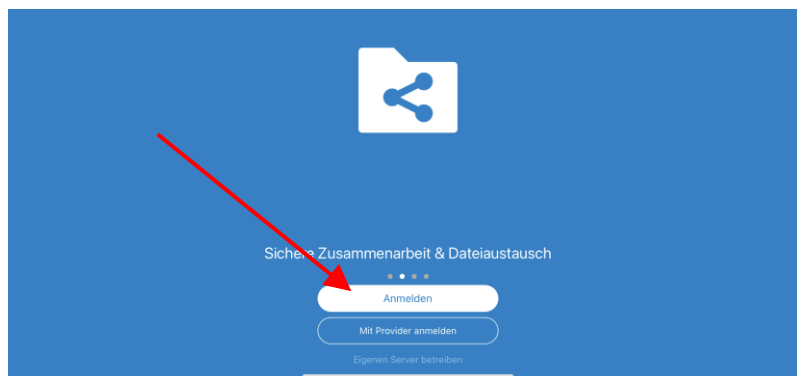 Sichere Zusammenarbeit & Dateiaustausch
Anmelden
Mit Provider anmelden
Eigenen Server betreiben